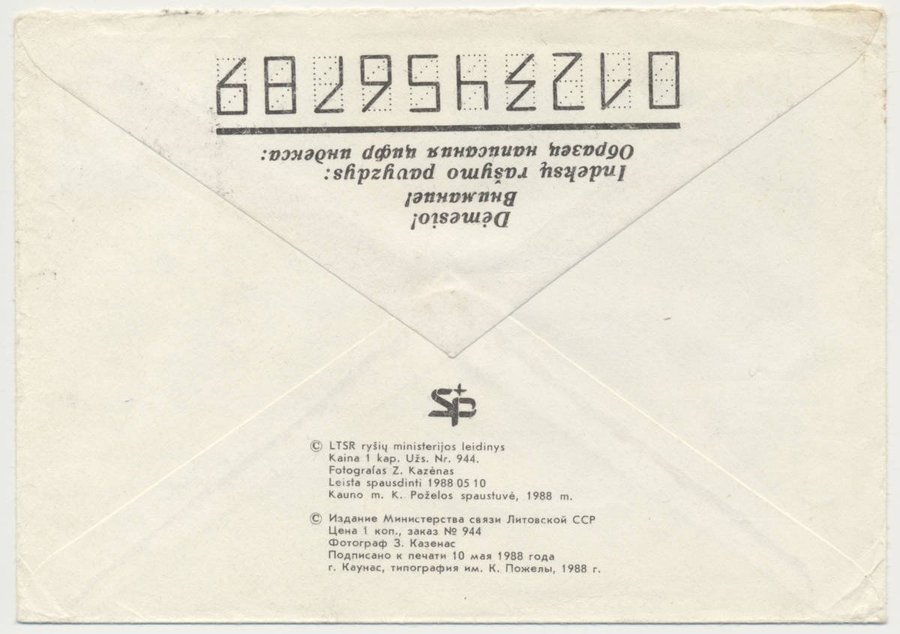 Dėmesio!
Внимание!
Indeksų rašymo pavyzdys:
Образец написания цифр индекса:
0123456789
SP
© LTSR ryšių ministerijos leidinys
Kaina 1 kap. Užs. Nr. 944.
Fotografas Z. Kazėnas
Leista spausdinti 1988 05 10
Kauno m. K. Poželos spaustuvė, 1988 m.
© Издание Министерства связи Литовской ССР
Цена 1 коп., заказ № 944
Фотограф З. Казенас
Подписано к печати 10 мая 1988 года
г. Каунас, типография им. К. Пожелы, 1988 г.